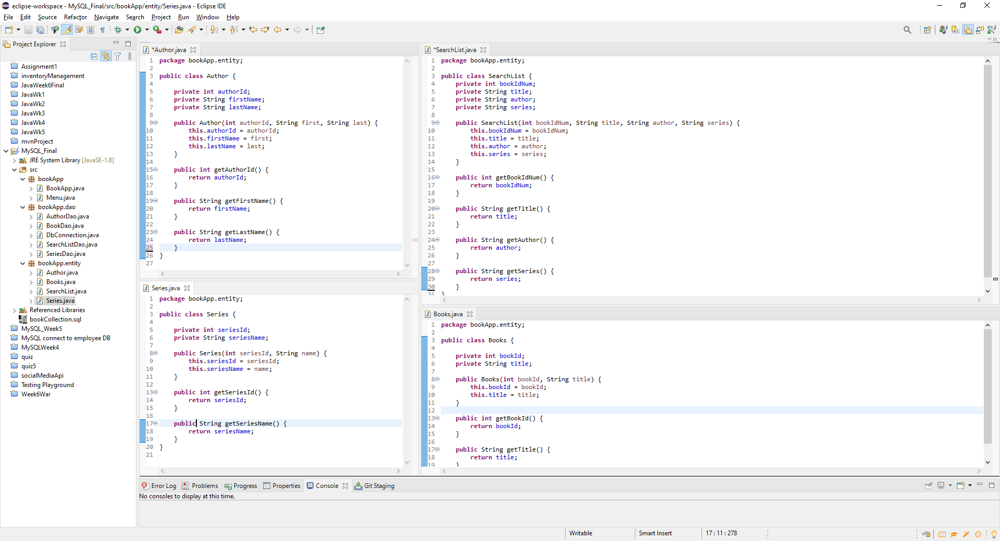 eclipse-workspace - MySQL_Final/src/bookApp/entity/Series.java - Eclipse IDE
File Edit Source Refactor Navigate Search Project Run Window Help
Project Explorer
Assignment1
inventoryManagement
JavaWeek6Final
JavaWk1
JavaWk2
JavaWk3
JavaWk4
JavaWk5
mvnProject
MySQL_Final
JRE System Library [JavaSE-1.8]
src
bookApp
BookApp.java
Menu.java
bookApp.dao
AuthorDao.java
BookDao.java
DbConnection.java
SearchListDao.java
SeriesDao.java
bookApp.entity
Author.java
Books.java
SearchList.java
Series.java
Referenced Libraries
bookCollection.sql
MySQL_Week5
MySQL connect to employee DB
MySQLWeek4
quiz
quiz5
socialMediaApi
Testing Playground
Week6War
*Author.java
1 package bookApp.entity;
2
3 public class Author {
4
5 private int authorId;
6 private String firstName;
7 private String lastName;
8
9 public Author(int authorId, String first, String last) {
10 this.authorId = authorId;
11 this.firstName = first;
12 this.lastName = last;
13 }
14
15 public int getAuthorId() {
16 return authorId;
17 }
18
19 public String getFirstName() {
20 return firstName;
21 }
22
23 public String getLastName() {
24 return lastName;
25 }
26 }
27
Series.java
1 package bookApp.entity;
2
3 public class Series {
4
5 private int seriesId;
6 private String seriesName;
7
8 public Series(int seriesId, String name) {
9 this.seriesId = seriesId;
10 this.seriesName = name;
11 }
12
13 public int getSeriesId() {
14 return seriesId;
15 }
16
17 public String getSeriesName() {
18 return seriesName;
19 }
20 }
21
*SearchList.java
1 package bookApp.entity;
2
3 public class SearchList {
4 private int bookIdNum;
5 private String title;
6 private String author;
7 private String series;
8
9 public SearchList(int bookIdNum, String title, String author, String series) {
10 this.bookIdNum = bookIdNum;
11 this.title = title;
12 this.author = author;
13 this.series = series;
14 }
15
16 public int getBookIdNum() {
17 return bookIdNum;
18 }
19
20 public String getTitle() {
21 return title;
22 }
23
24 public String getAuthor() {
25 return author;
26 }
27
28 public String getSeries() {
29 return series;
30 }
31 }
Books.java
1 package bookApp.entity;
2
3 public class Books {
4
5 private int bookId;
6 private String title;
7
8 public Books(int bookId, String title) {
9 this.bookId = bookId;
10 this.title = title;
11 }
12
13 public int getBookId() {
14 return bookId;
15 }
16
17 public String getTitle() {
18 return title;
19 }
Error Log Problems Progress Properties Console Git Staging
No consoles to display at this time.
Writable Smart Insert 17 : 11 : 278